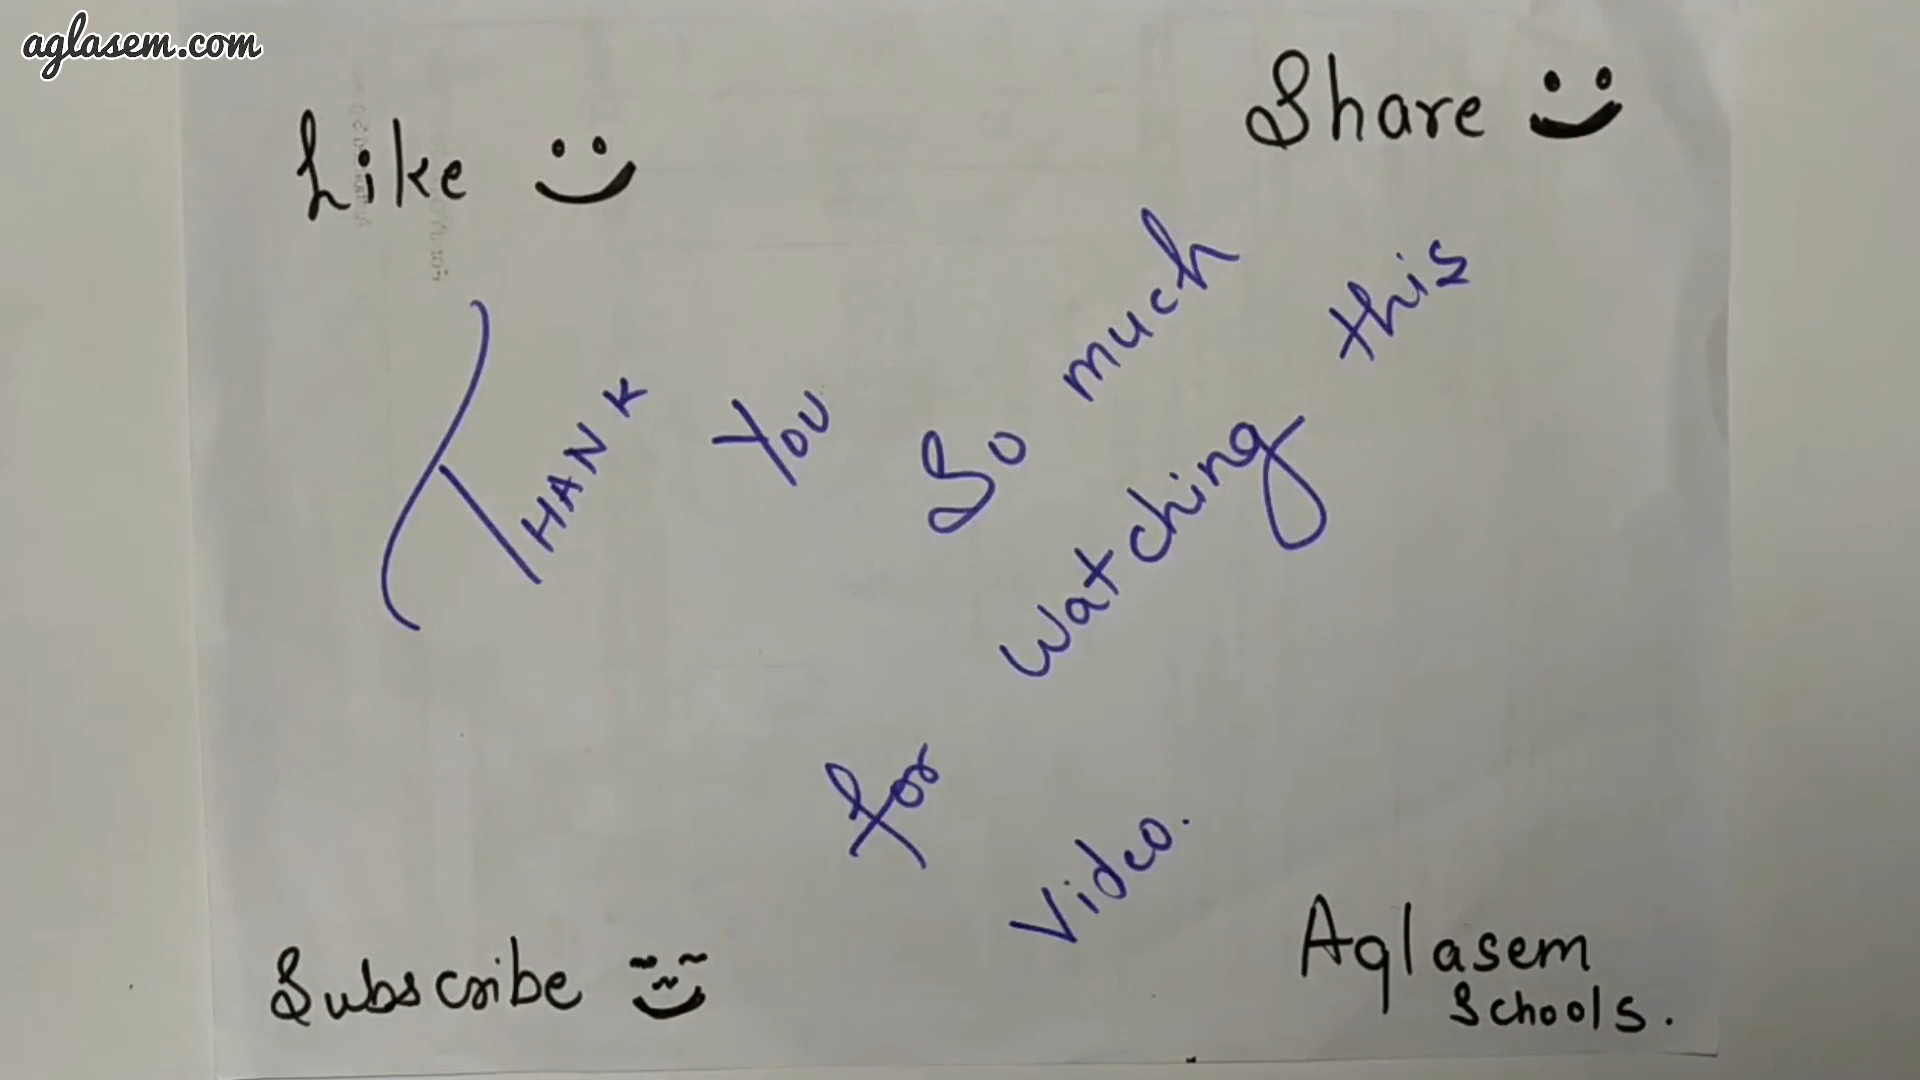 aglasem.com
Like
Share
THANK YOU So much
for watching this
Video.
Subscribe
Aglasem
Schools.